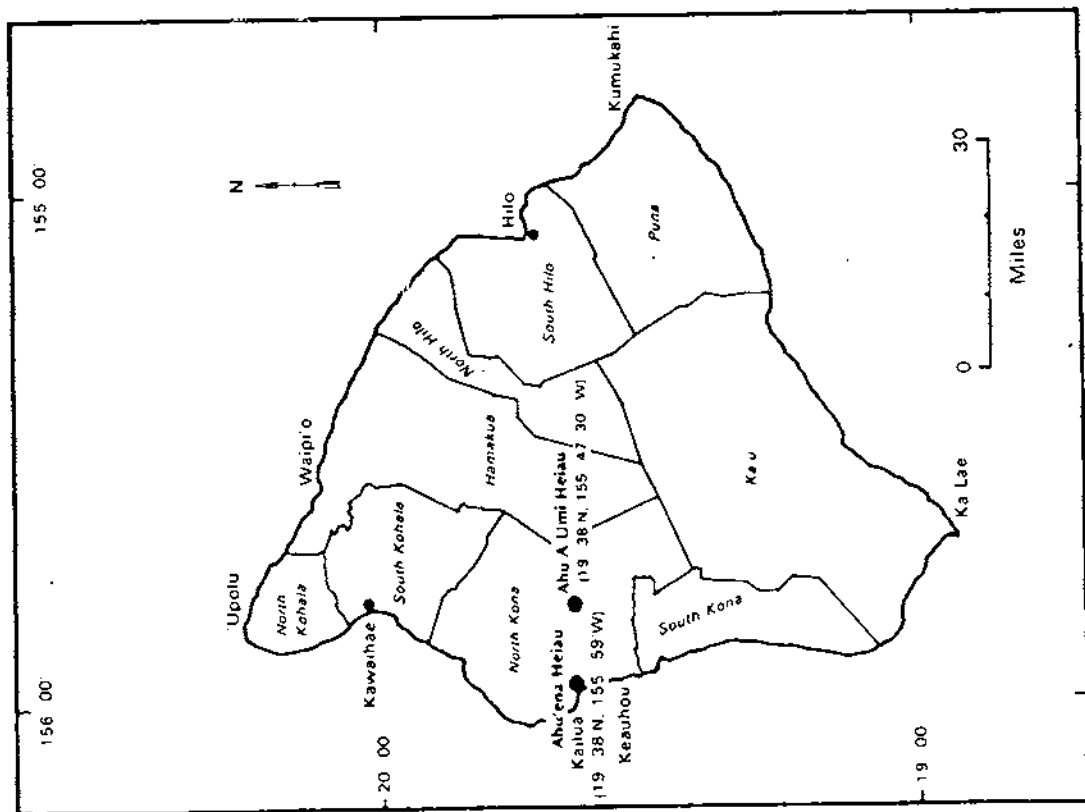 156 00'
155 00'
N
'Upolu
Waipi'o
North
Kohala
Kawaihae
South Kohala
Hamakua
North Hilo
Hilo
South Hilo
Kumukahi
Puna
20 00
North Kona
Ahu'ena Heiau
Kailua
(19 38 N. 155 59 W)
Keauhou
Ahu A Umi Heiau
(19 38 N. 155 47 30 W)
South Kona
Ka u
Ka Lae
19 00
0
30
Miles